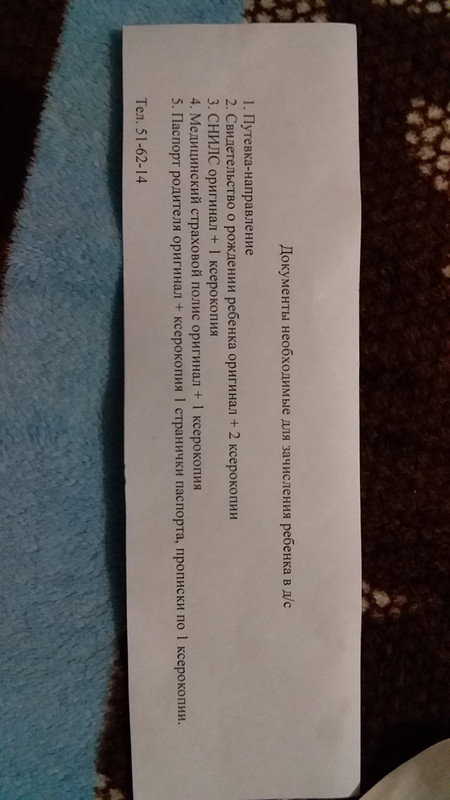 Документы необходимые для зачисления ребенка в д/с
1. Путевка-направление
2. Свидетельство о рождении ребенка оригинал + 2 ксерокопии
3. СНИЛС оригинал + 1 ксерокопия
4. Медицинский страховой полис оригинал + 1 ксерокопия
5. Паспорт родителя оригинал + ксерокопия 1 странички паспорта, прописки по 1 ксерокопии.
Тел. 51-62-14